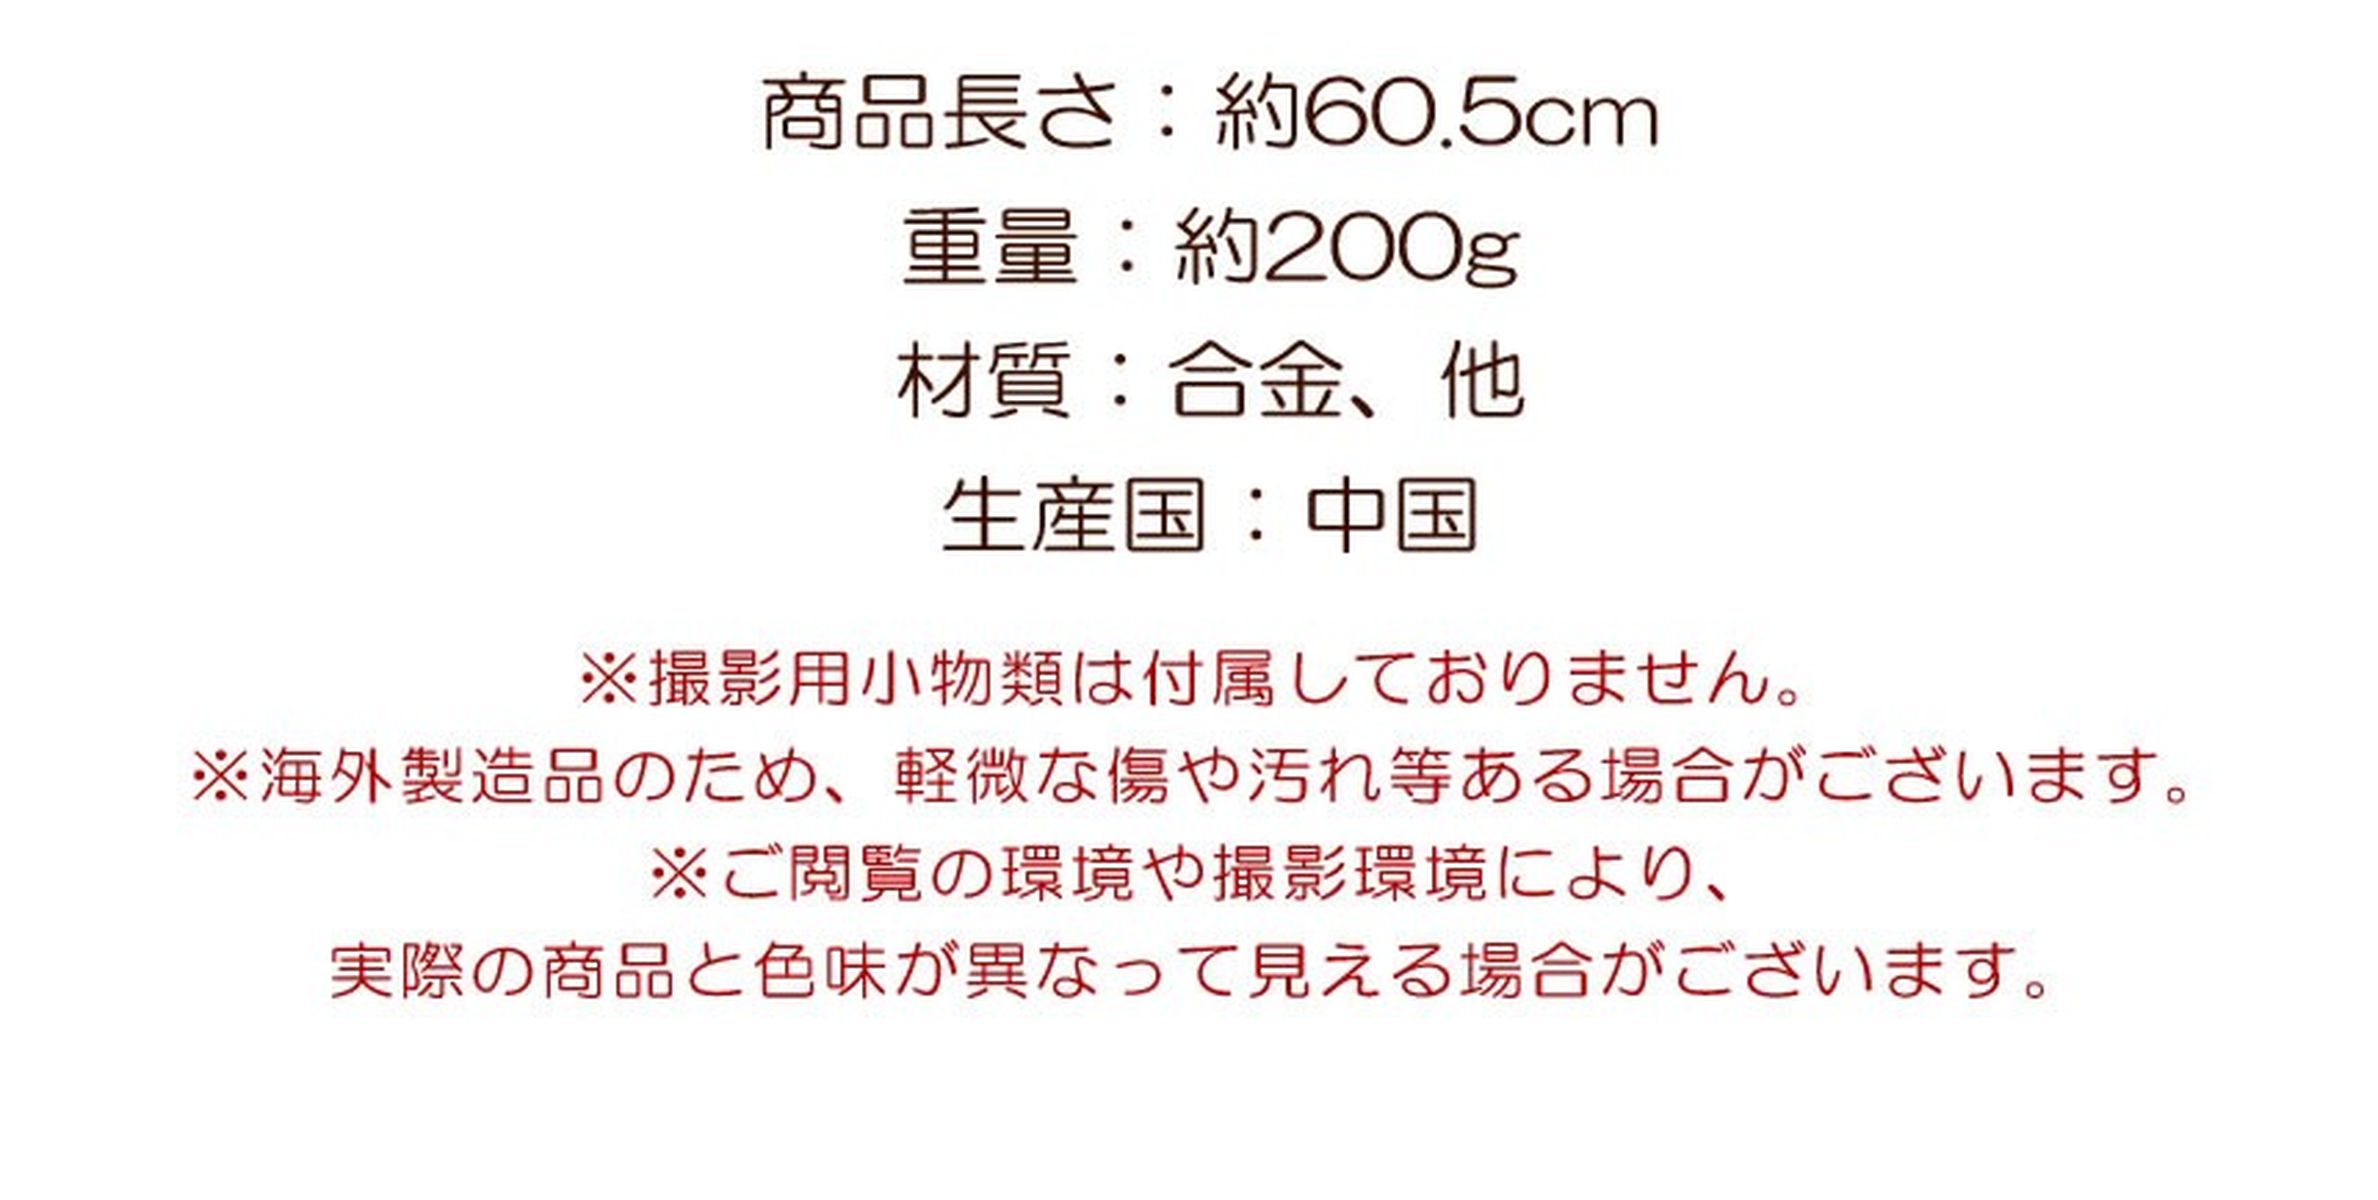 商品長さ：約60.5cm
重量：約200g
材質：合金、他
生産国：中国
※撮影用小物類は付属しておりません。
※海外製造品のため、軽微な傷や汚れ等ある場合がございます。
※ご閲覧の環境や撮影環境により、
実際の商品と色味が異なって見える場合がございます。